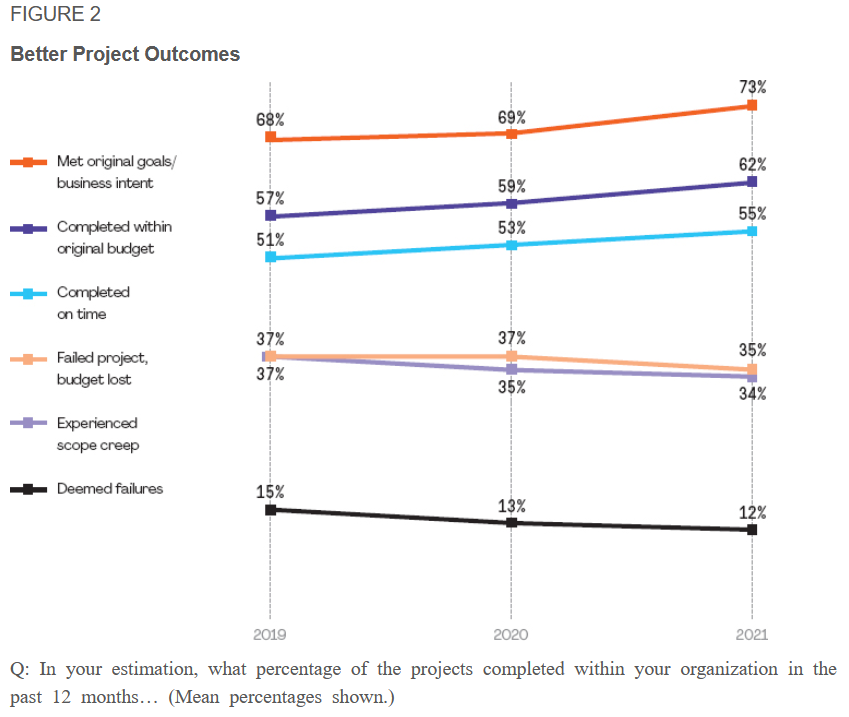 FIGURE 2
Better Project Outcomes
68%
69%
73%
Met original goals/
business intent
57%
59%
62%
Completed within
original budget
51%
53%
55%
Completed
on time
37%
37%
35%
Failed project,
budget lost
37%
35%
34%
Experienced
scope creep
Deemed failures
15%
13%
12%
2019
2020
2021
Q: In your estimation, what percentage of the projects completed within your organization in the
past 12 months… (Mean percentages shown.)